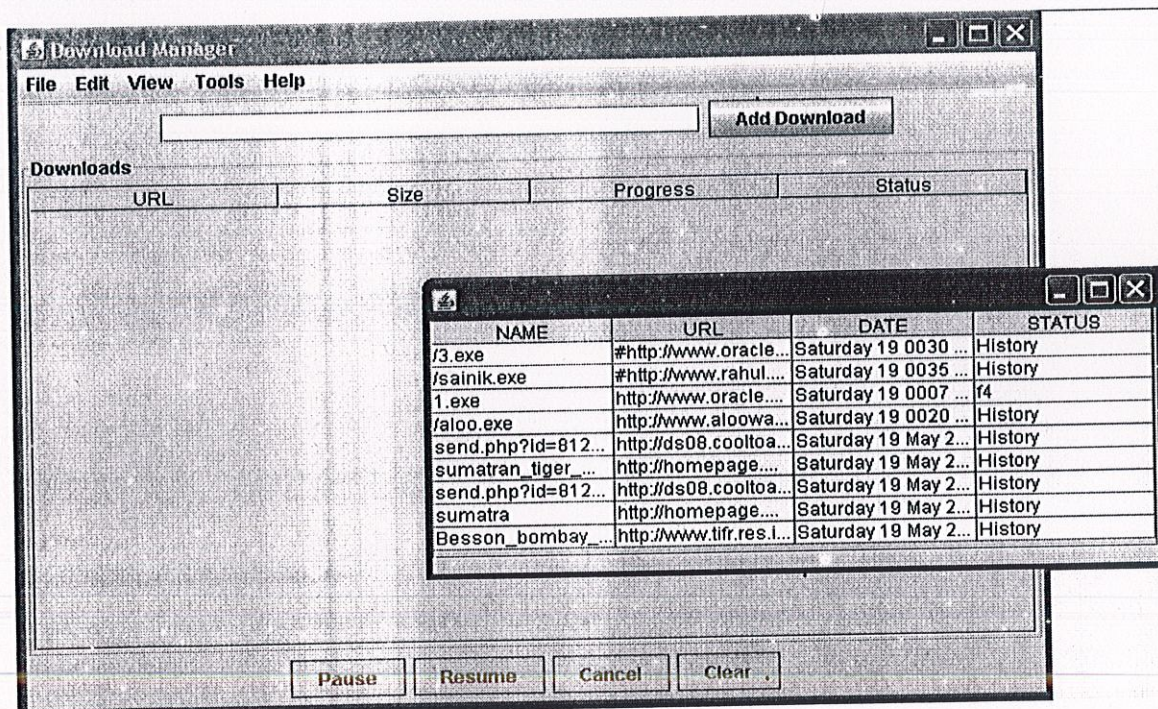 Download Manager
File Edit View Tools Help
Add Download
Downloads
URL Size Progress Status
NAME URL DATE STATUS
/3.exe #http://www.oracle... Saturday 19 0030 ... History
/sainik.exe #http://www.rahul.... Saturday 19 0035 ... History
1.exe http://www.oracle.... Saturday 19 0007 ... f4
/aloo.exe http://www.aloowa... Saturday 19 0020 ... History
send.php?id=812... http://ds08.cooltoa... Saturday 19 May 2... History
sumatran_tiger_... http://homepage.... Saturday 19 May 2... History
send.php?id=812... http://ds08.cooltoa... Saturday 19 May 2... History
sumatra http://homepage.... Saturday 19 May 2... History
Besson_bombay_... http://www.tifr.res.i... Saturday 19 May 2... History
Pause Resume Cancel Clear